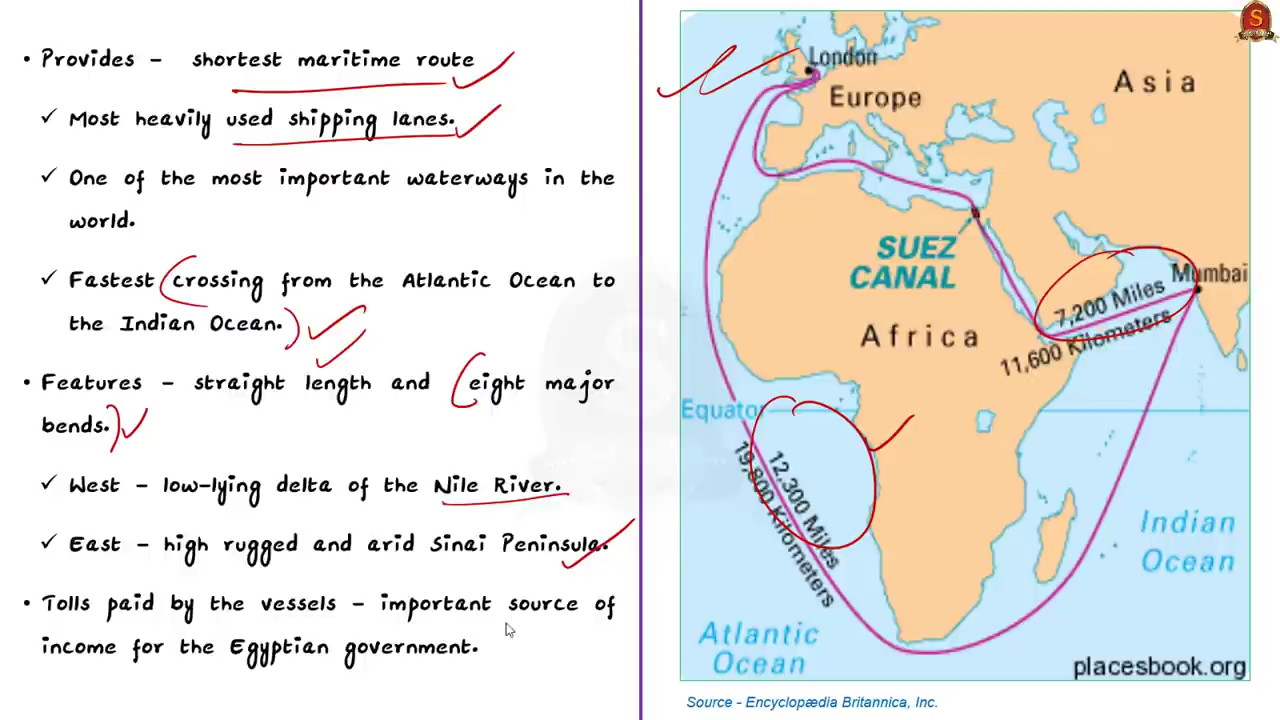 • Provides – shortest maritime route
✓ Most heavily used shipping lanes.
✓ One of the most important waterways in the
world.
✓ Fastest crossing from the Atlantic Ocean to
the Indian Ocean.
• Features – straight length and eight major
bends.
✓ West – low-lying delta of the Nile River.
✓ East – high rugged and arid Sinai Peninsula.
• Tolls paid by the vessels – important source of
income for the Egyptian government.
S
London
Europe
Asia
SUEZ
CANAL
Mumbai
7,200 Miles
11,600 Kilometers
Africa
Equator
12,300 Miles
19,800 Kilometers
Indian
Ocean
Atlantic
Ocean
placesbook.org
Source - Encyclopædia Britannica, Inc.